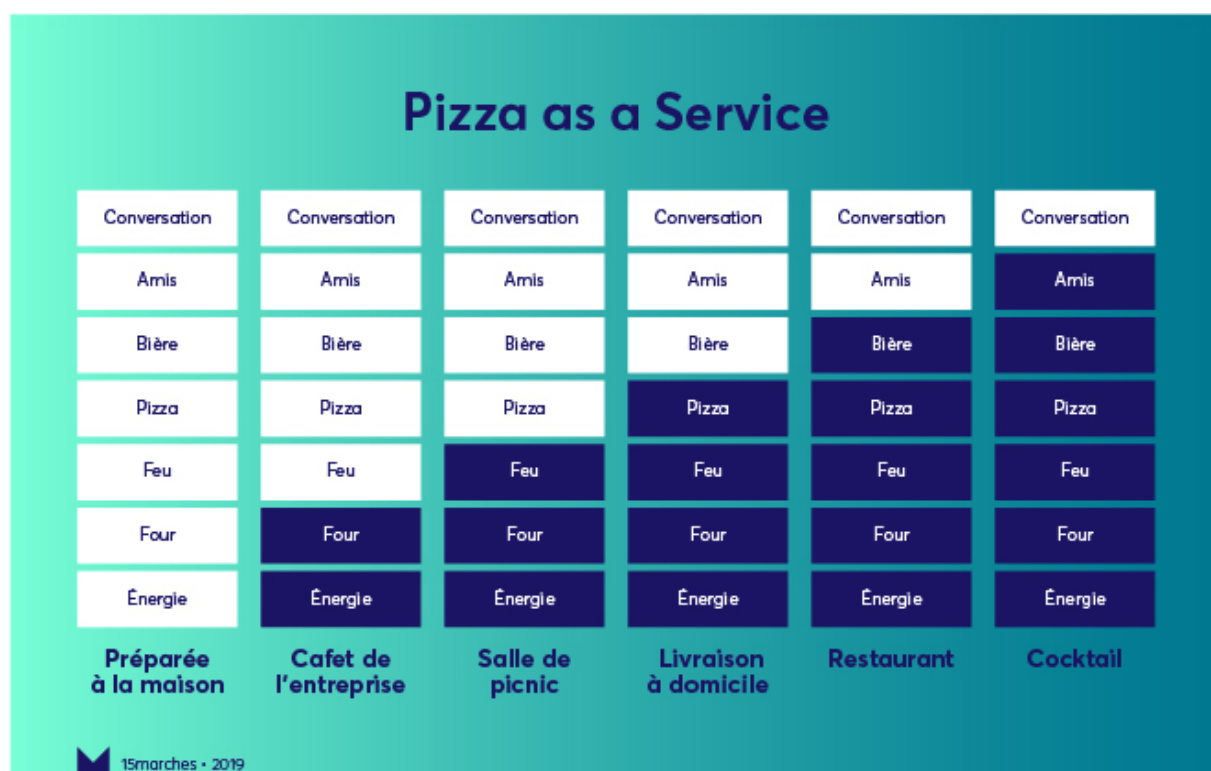 Pizza as a Service
Conversation Conversation Conversation Conversation Conversation Conversation
Amis Amis Amis Amis Amis Amis
Bière Bière Bière Bière Bière Bière
Pizza Pizza Pizza Pizza Pizza Pizza
Feu Feu Feu Feu Feu Feu
Four Four Four Four Four Four
Énergie Énergie Énergie Énergie Énergie Énergie
Préparée à la maison
Cafet de l'entreprise
Salle de picnic
Livraison à domicile
Restaurant
Cocktail
15marches • 2019